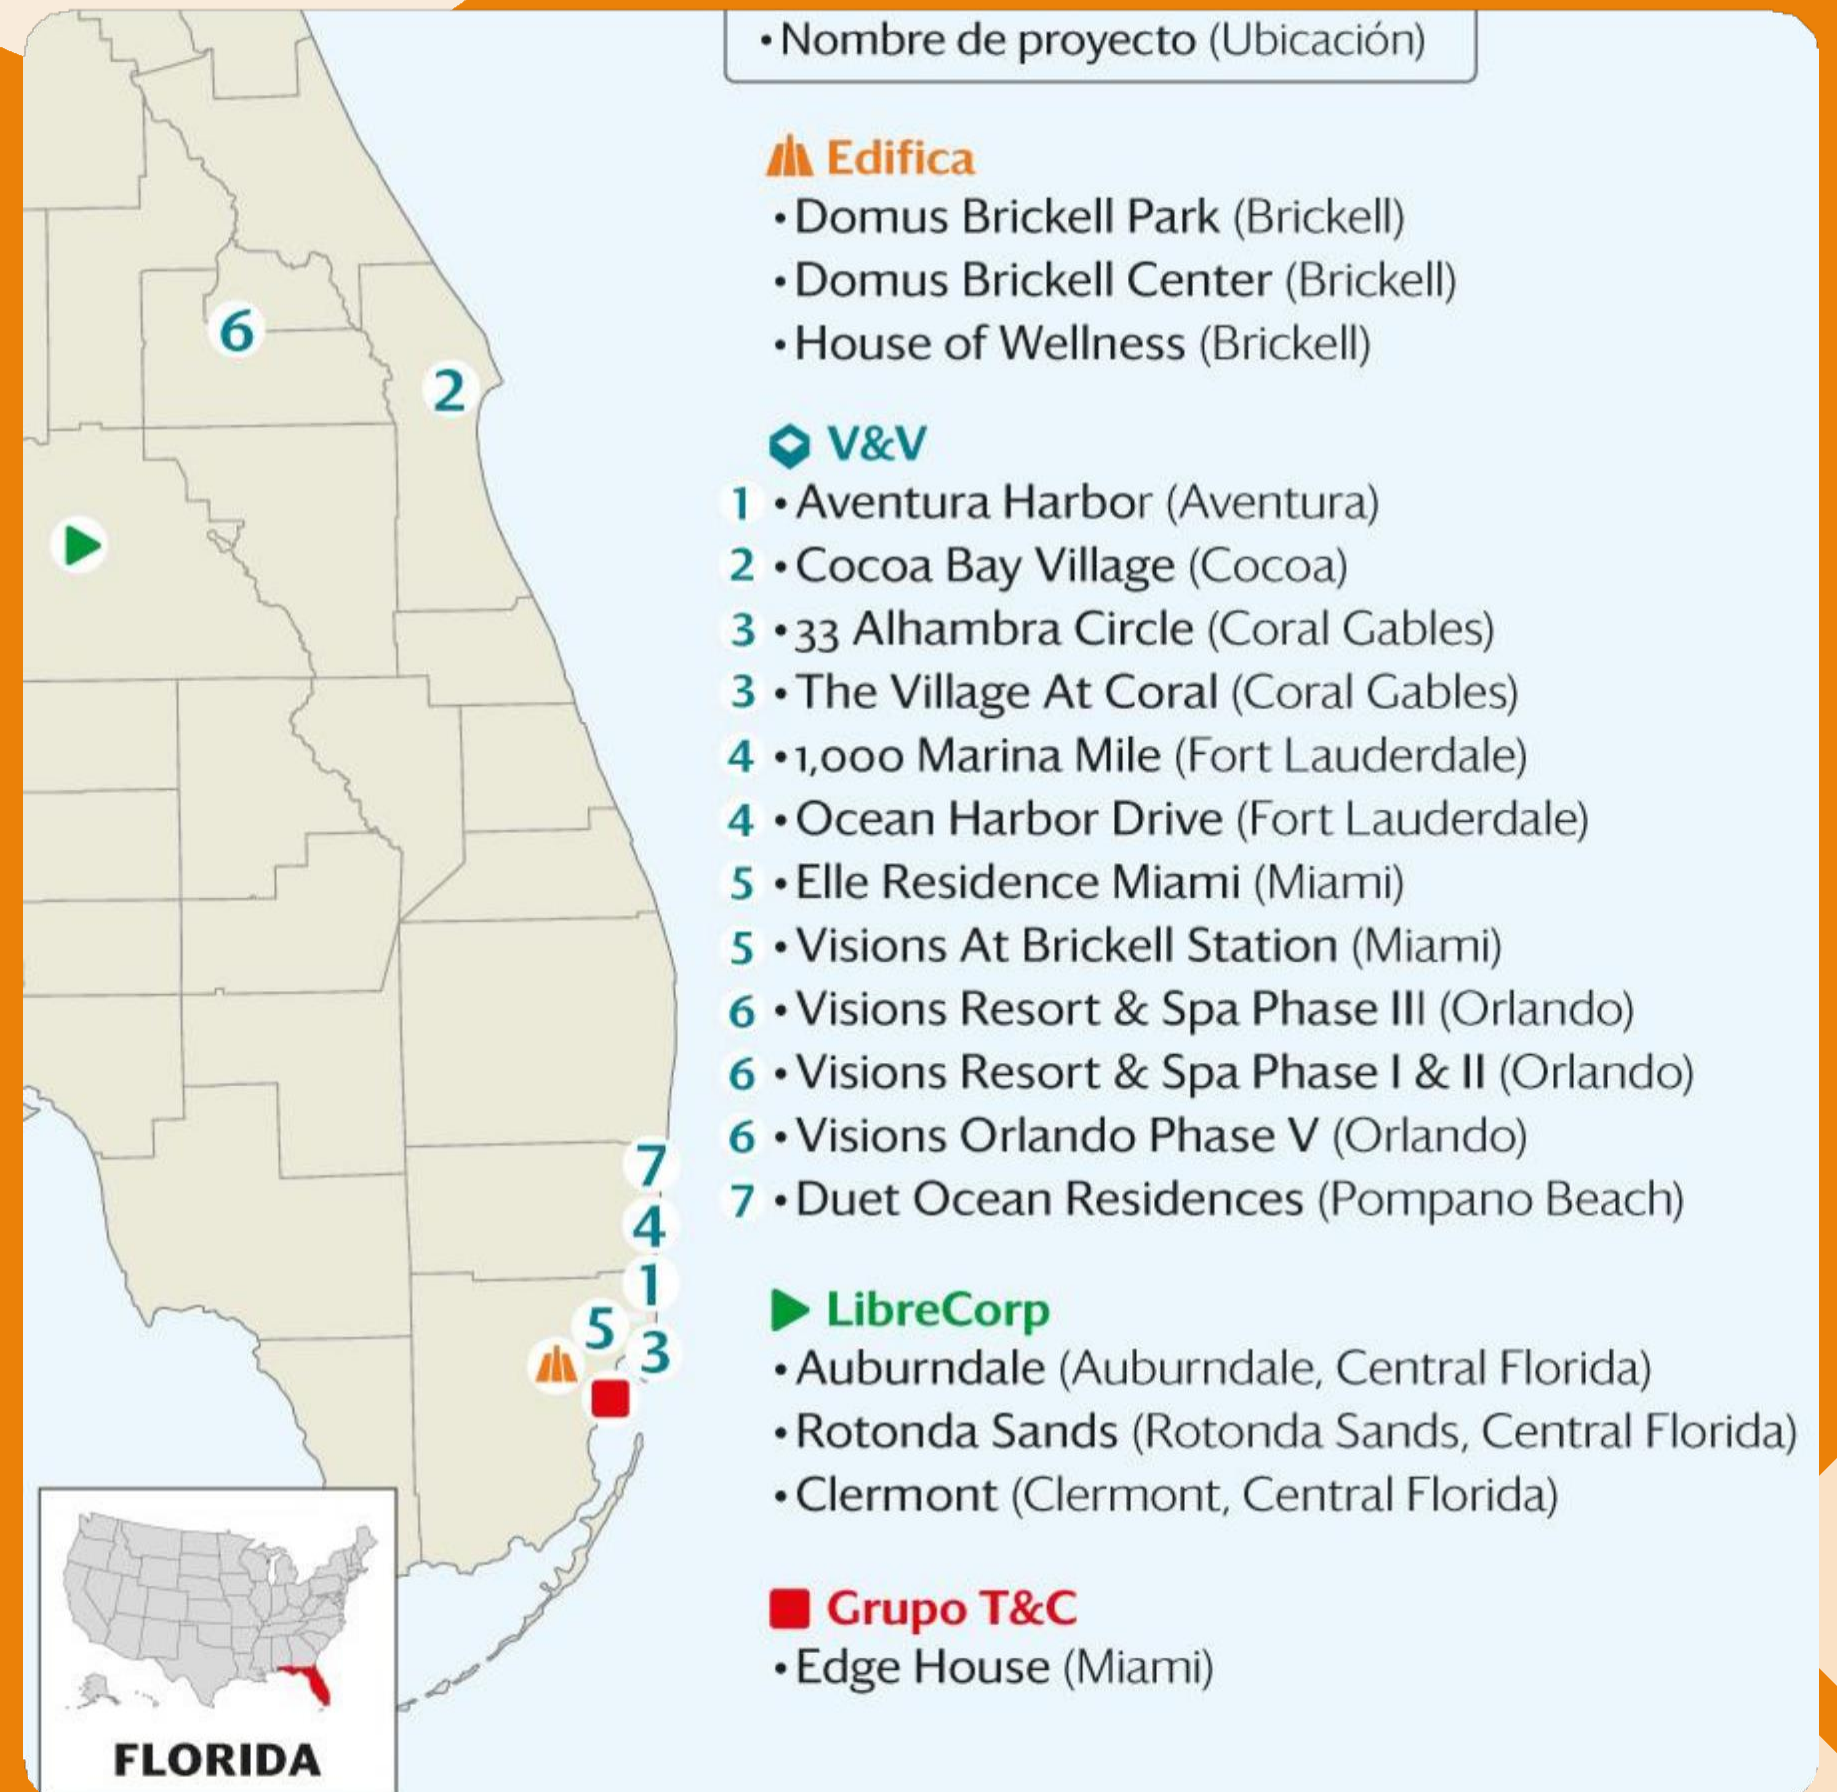 • Nombre de proyecto (Ubicación)
Edifica
• Domus Brickell Park (Brickell)
• Domus Brickell Center (Brickell)
• House of Wellness (Brickell)
V&V
1 • Aventura Harbor (Aventura)
2 • Cocoa Bay Village (Cocoa)
3 • 33 Alhambra Circle (Coral Gables)
3 • The Village At Coral (Coral Gables)
4 • 1,000 Marina Mile (Fort Lauderdale)
4 • Ocean Harbor Drive (Fort Lauderdale)
5 • Elle Residence Miami (Miami)
5 • Visions At Brickell Station (Miami)
6 • Visions Resort & Spa Phase III (Orlando)
6 • Visions Resort & Spa Phase I & II (Orlando)
6 • Visions Orlando Phase V (Orlando)
7 • Duet Ocean Residences (Pompano Beach)
LibreCorp
• Auburndale (Auburndale, Central Florida)
• Rotonda Sands (Rotonda Sands, Central Florida)
• Clermont (Clermont, Central Florida)
Grupo T&C
• Edge House (Miami)
6
2
7
4
1
5
3
FLORIDA